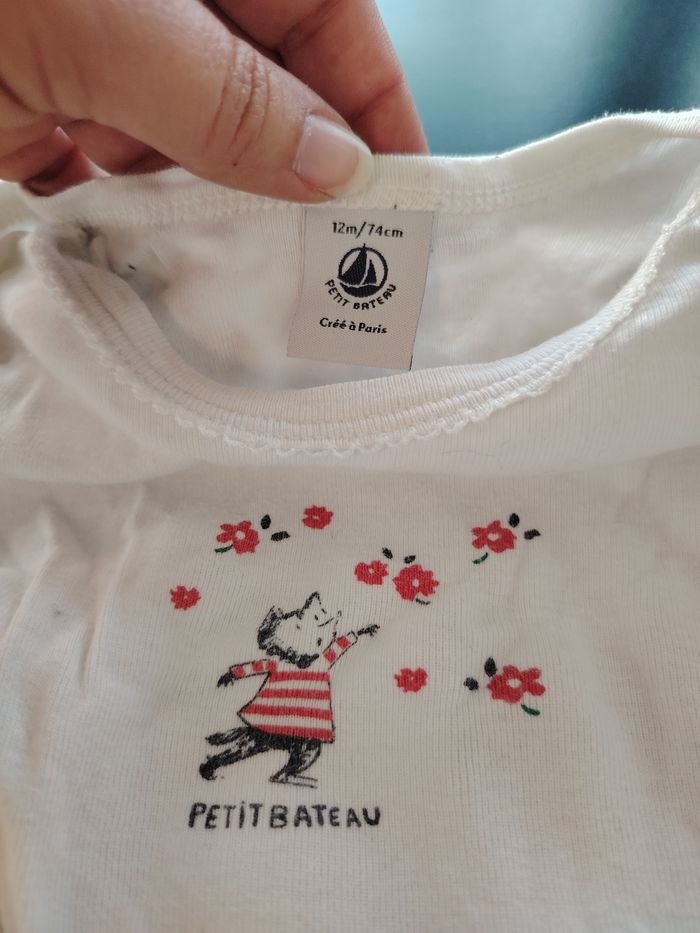 12m/74cm
PETIT BATEAU
Créé à Paris
PETIT BATEAU